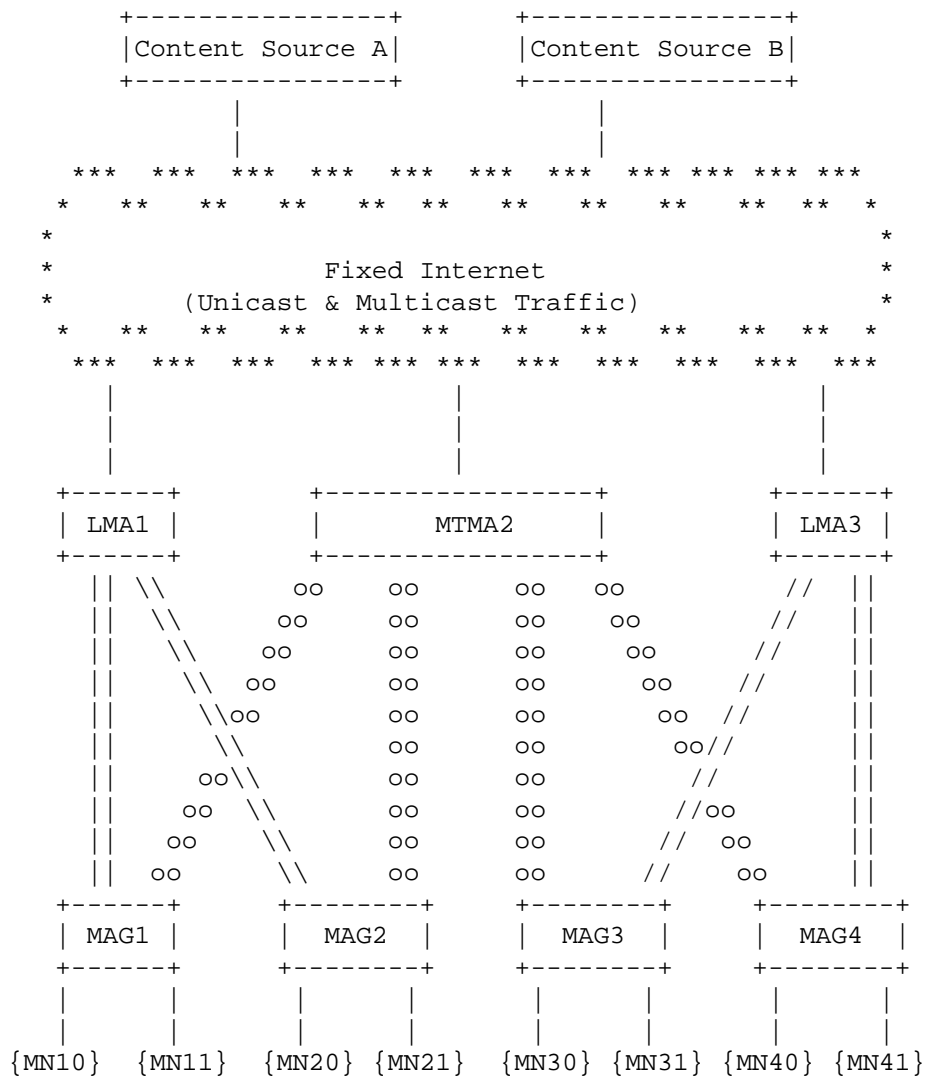 Content Source A Content Source B
Fixed Internet
(Unicast & Multicast Traffic)
LMA1 MTMA2 LMA3
MAG1 MAG2 MAG3 MAG4
{MN10} {MN11} {MN20} {MN21} {MN30} {MN31} {MN40} {MN41}